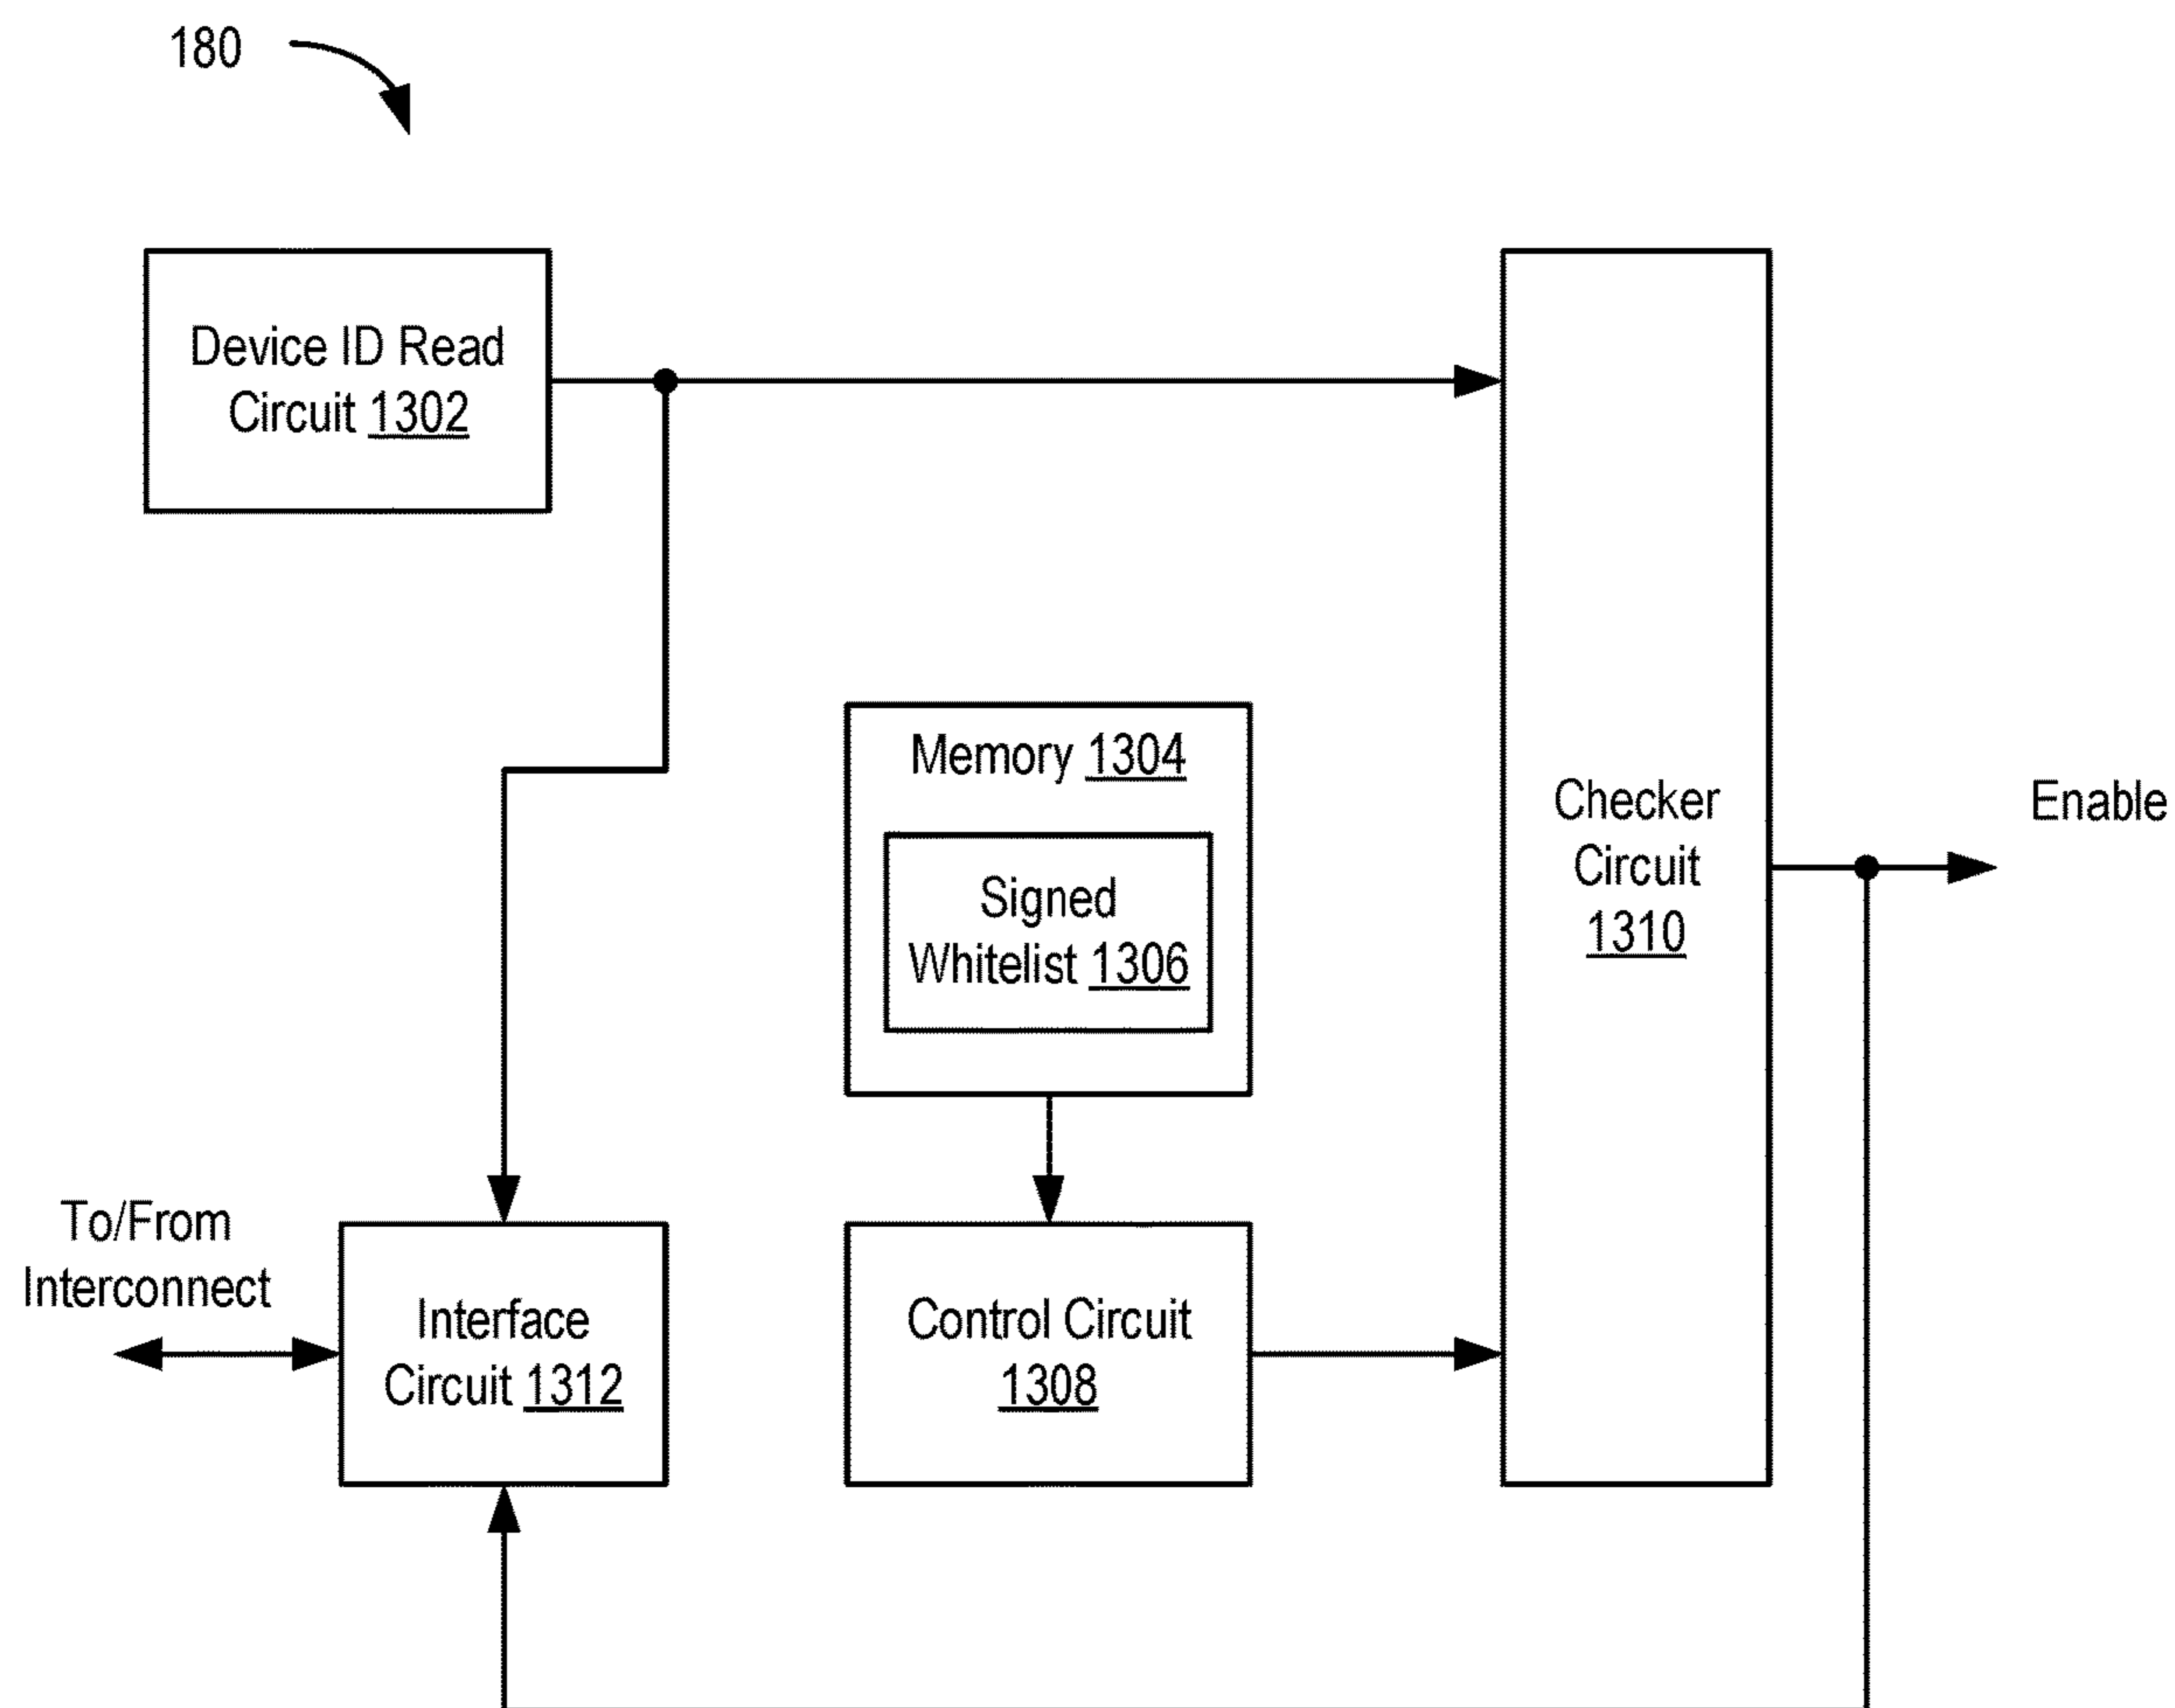 180
Device ID Read
Circuit 1302
Memory 1304
Signed
Whitelist 1306
Checker
Circuit
1310
Enable
To/From
Interconnect
Interface
Circuit 1312
Control Circuit
1308